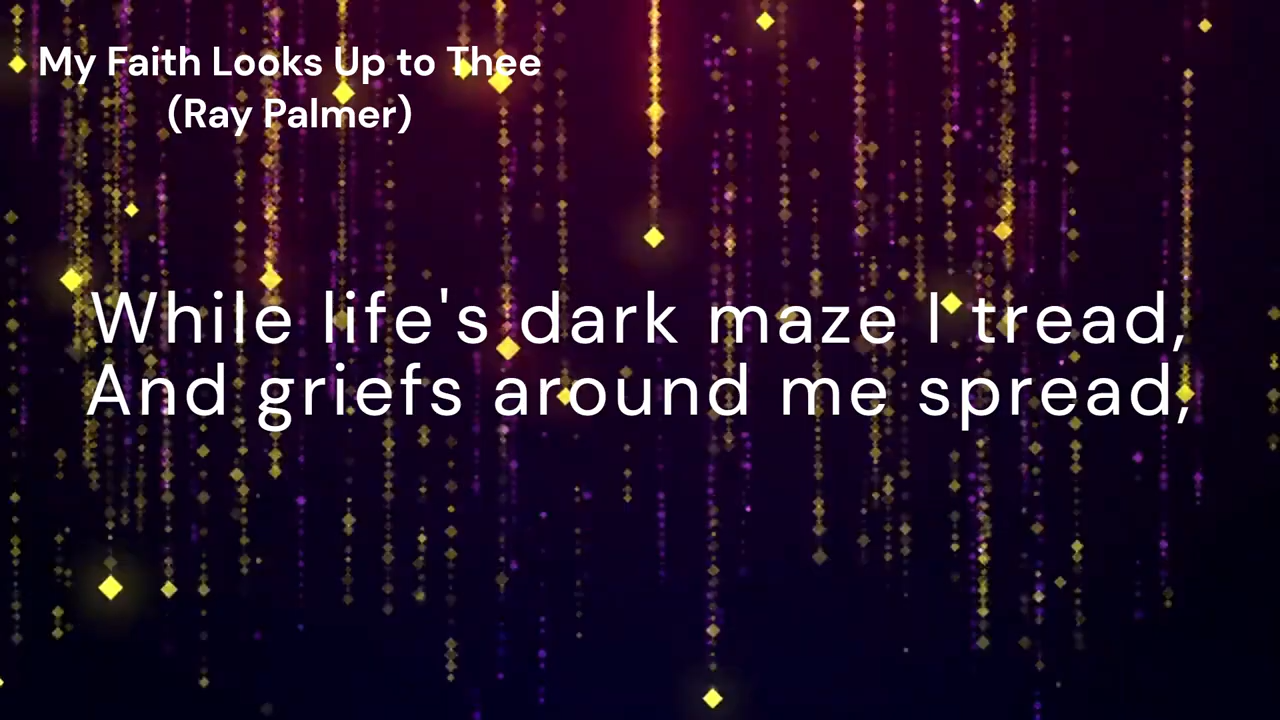 My Faith Looks Up to Thee
(Ray Palmer)
While life's dark maze I tread,
And griefs around me spread,